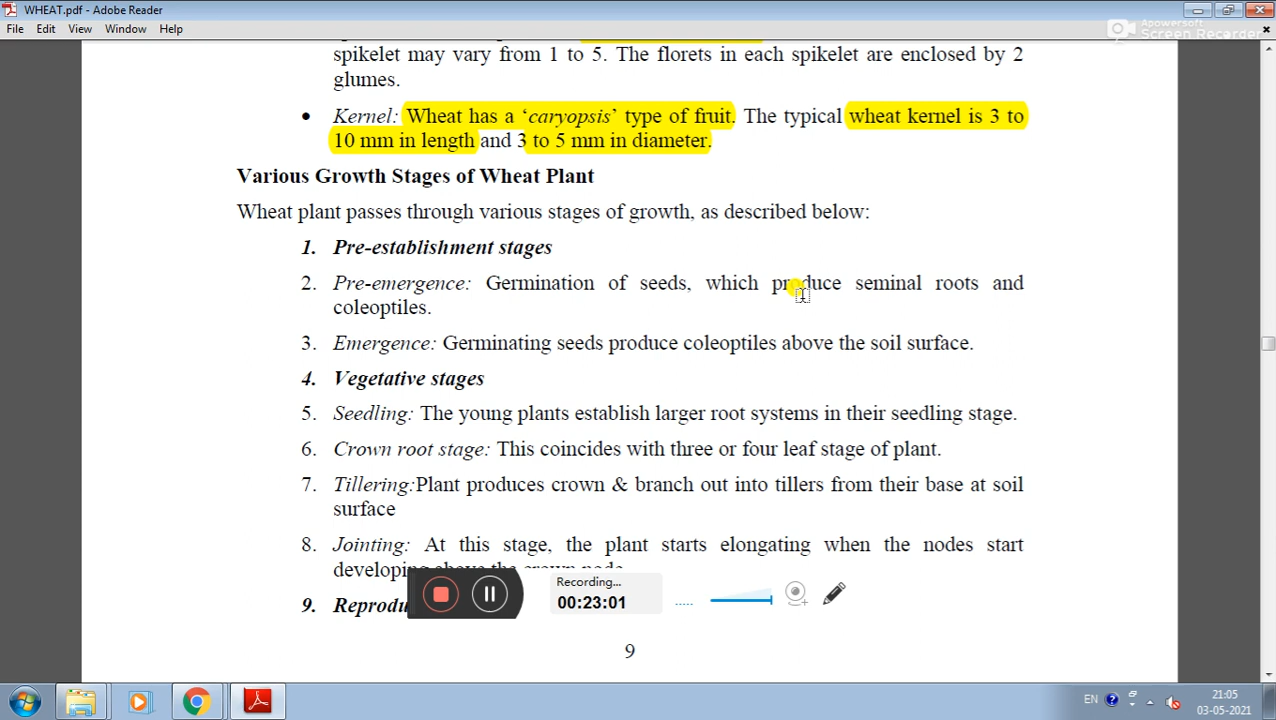 WHEAT.pdf - Adobe Reader
File Edit View Window Help
Apowersoft
Screen Recorder
spikelet may vary from 1 to 5. The florets in each spikelet are enclosed by 2
glumes.
• Kernel: Wheat has a ‘caryopsis’ type of fruit. The typical wheat kernel is 3 to
10 mm in length and 3 to 5 mm in diameter.
Various Growth Stages of Wheat Plant
Wheat plant passes through various stages of growth, as described below:
1. Pre-establishment stages
2. Pre-emergence: Germination of seeds, which produce seminal roots and
coleoptiles.
3. Emergence: Germinating seeds produce coleoptiles above the soil surface.
4. Vegetative stages
5. Seedling: The young plants establish larger root systems in their seedling stage.
6. Crown root stage: This coincides with three or four leaf stage of plant.
7. Tillering:Plant produces crown & branch out into tillers from their base at soil
surface
8. Jointing: At this stage, the plant starts elongating when the nodes start
developing above the crown node.
9. Reprodu
Recording...
00:23:01
9
EN
21:05
03-05-2021